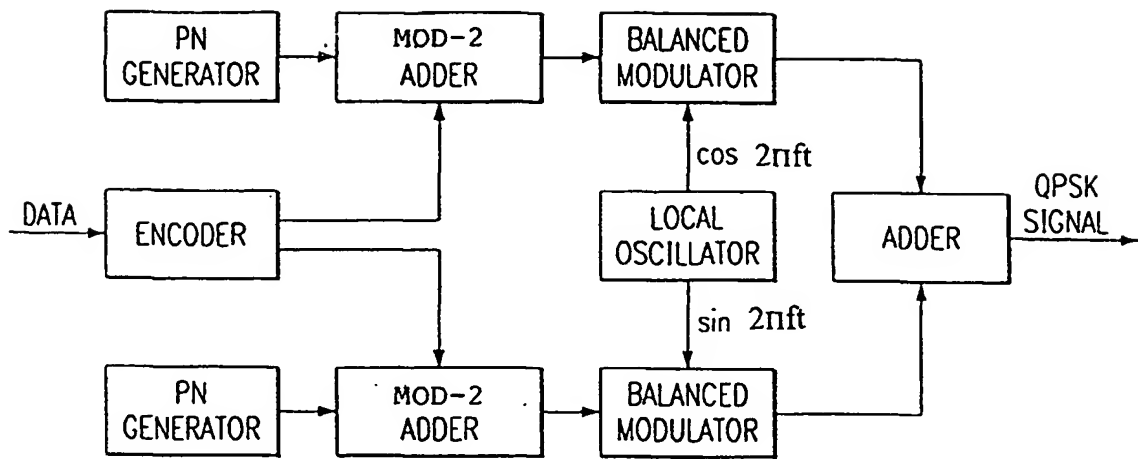 PN
GENERATOR
MOD-2
ADDER
BALANCED
MODULATOR
cos 2πft
DATA
ENCODER
LOCAL
OSCILLATOR
ADDER
QPSK
SIGNAL
sin 2πft
PN
GENERATOR
MOD-2
ADDER
BALANCED
MODULATOR